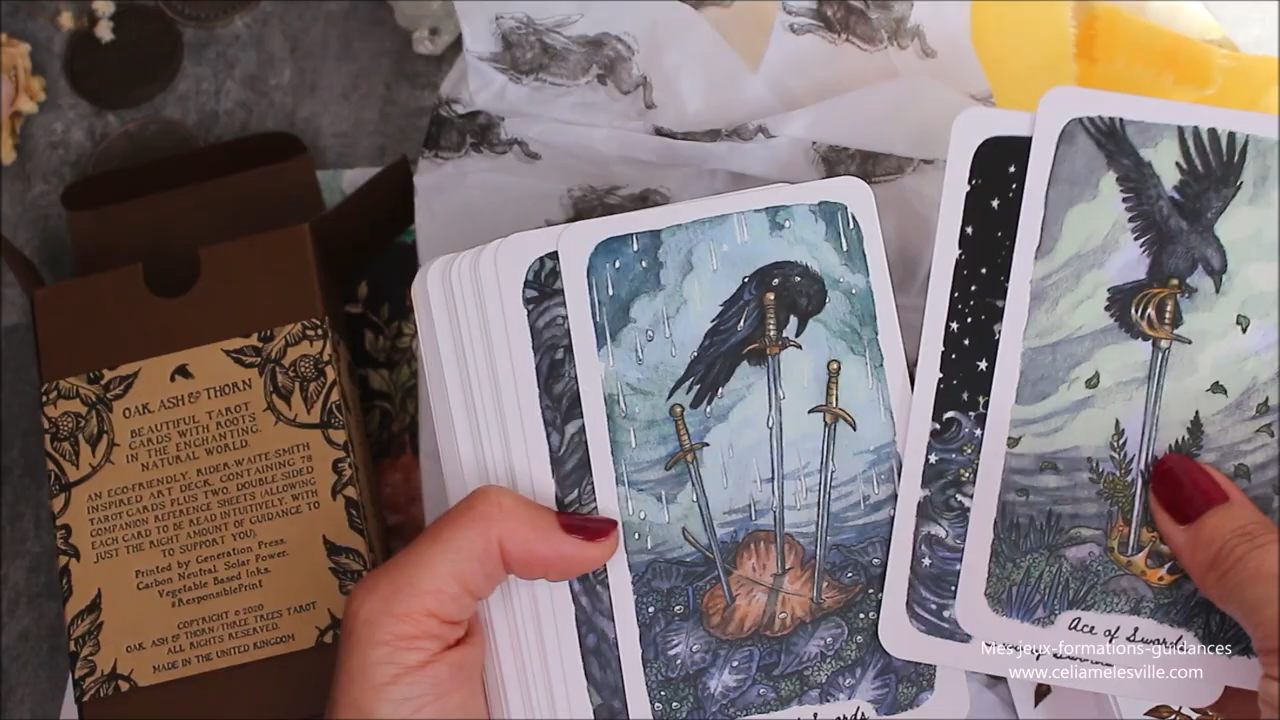 OAK, ASH & THORN
BEAUTIFUL TAROT
CARDS WITH ROOTS
IN THE ENCHANTING
NATURAL WORLD.
AN ECO-FRIENDLY, RIDER-WAITE-SMITH
INSPIRED ART DECK, CONTAINING 78
TAROT CARDS PLUS TWO, DOUBLE-SIDED
COMPANION REFERENCE SHEETS (ALLOWING
EACH CARD TO BE READ INTUITIVELY, WITH
JUST THE RIGHT AMOUNT OF GUIDANCE TO
TO SUPPORT YOU).
Printed by Generation Press.
Carbon Neutral. Solar Power.
Vegetable Based Inks.
#ResponsiblePrint
COPYRIGHT © 2020
OAK, ASH & THORN/THREE TREES TAROT
ALL RIGHTS RESERVED.
MADE IN THE UNITED KINGDOM
Swords
Ace of Swords
Mes jeux-formations-guidances
www.celiamelesville.com